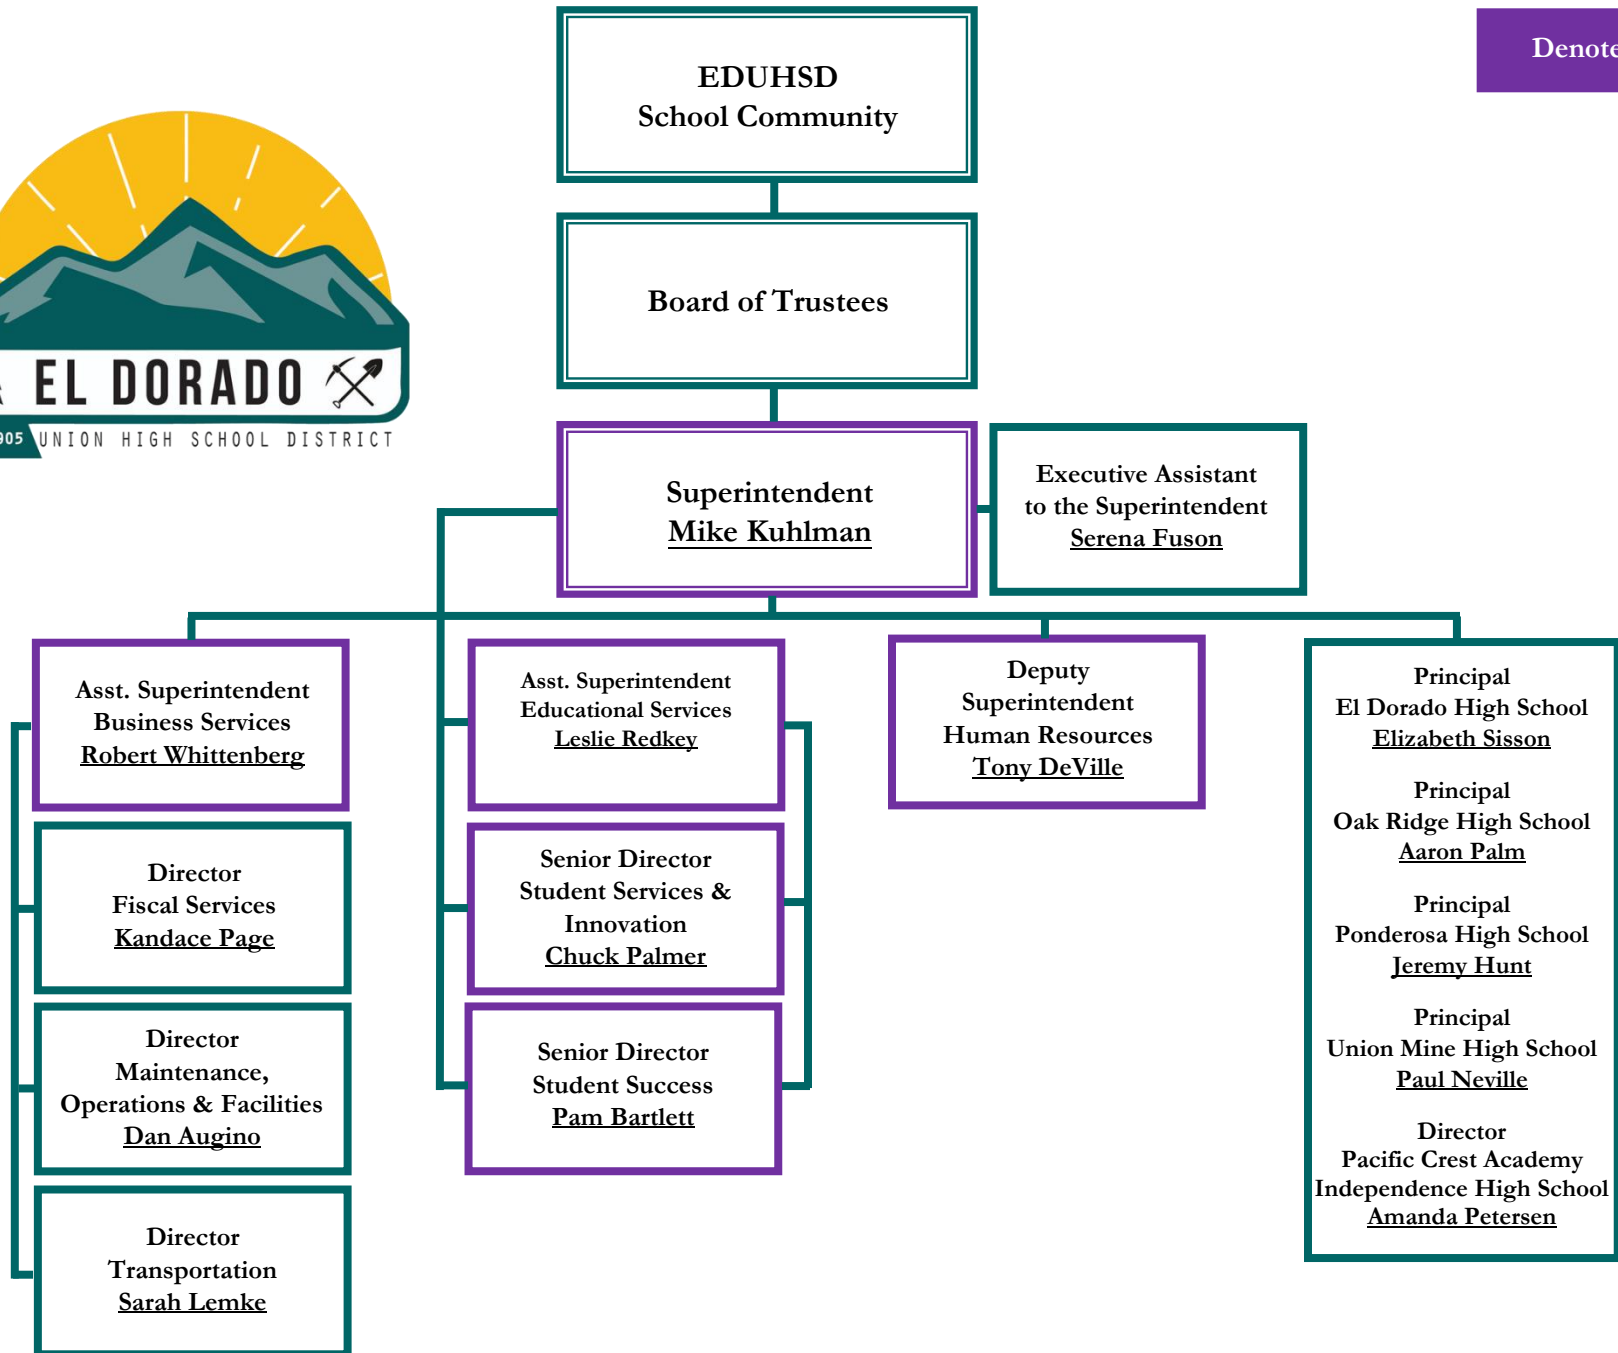 EDUHSD
School Community
EL DORADO
UNION HIGH SCHOOL DISTRICT
Board of Trustees
Superintendent
Mike Kuhlman
Executive Assistant
to the Superintendent
Serena Fuson
Asst. Superintendent
Business Services
Robert Whittenberg
Director
Fiscal Services
Kandace Page
Director
Maintenance,
Operations & Facilities
Dan Augino
Director
Transportation
Sarah Lemke
Asst. Superintendent
Educational Services
Leslie Redkey
Senior Director
Student Services &
Innovation
Chuck Palmer
Senior Director
Student Success
Pam Bartlett
Deputy
Superintendent
Human Resources
Tony DeVille
Principal
El Dorado High School
Elizabeth Sisson
Principal
Oak Ridge High School
Aaron Palm
Principal
Ponderosa High School
Jeremy Hunt
Principal
Union Mine High School
Paul Neville
Director
Pacific Crest Academy
Independence High School
Amanda Petersen